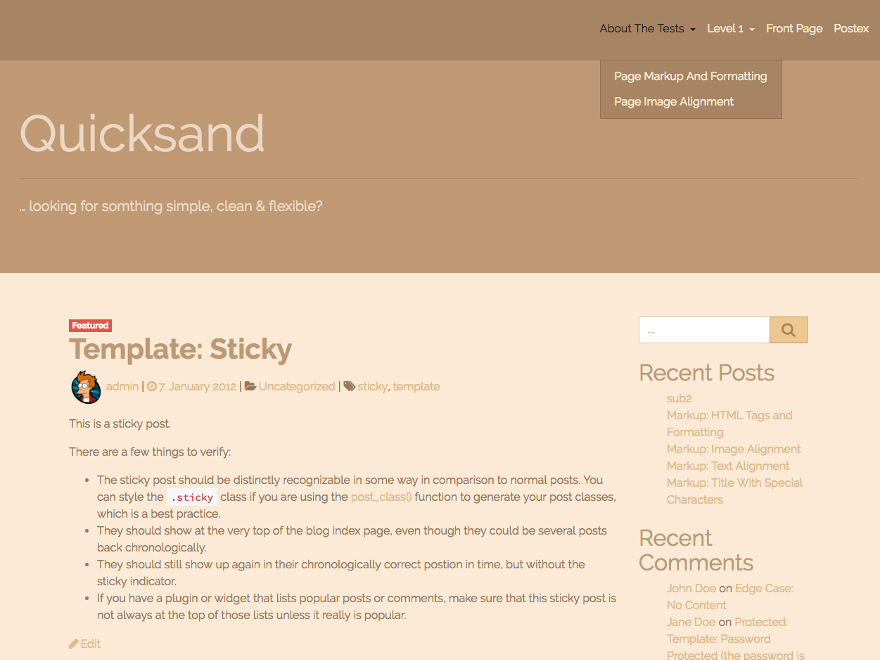 About The Tests Level 1 Front Page Postex
Page Markup And Formatting
Page Image Alignment
Quicksand
... looking for somthing simple, clean & flexible?
Featured
Template: Sticky
admin | 7. January 2012 | Uncategorized | sticky, template
This is a sticky post.
There are a few things to verify:
• The sticky post should be distinctly recognizable in some way in comparison to normal posts. You
can style the .sticky class if you are using the post_class() function to generate your post classes,
which is a best practice.
• They should show at the very top of the blog index page, even though they could be several posts
back chronologically.
• They should still show up again in their chronologically correct postion in time, but without the
sticky indicator.
• If you have a plugin or widget that lists popular posts or comments, make sure that this sticky post is
not always at the top of those lists unless it really is popular.
Edit
...
Recent Posts
sub2
Markup: HTML Tags and
Formatting
Markup: Image Alignment
Markup: Text Alignment
Markup: Title With Special
Characters
Recent
Comments
John Doe on Edge Case:
No Content
Jane Doe on Protected:
Template: Password
Protected (the password is